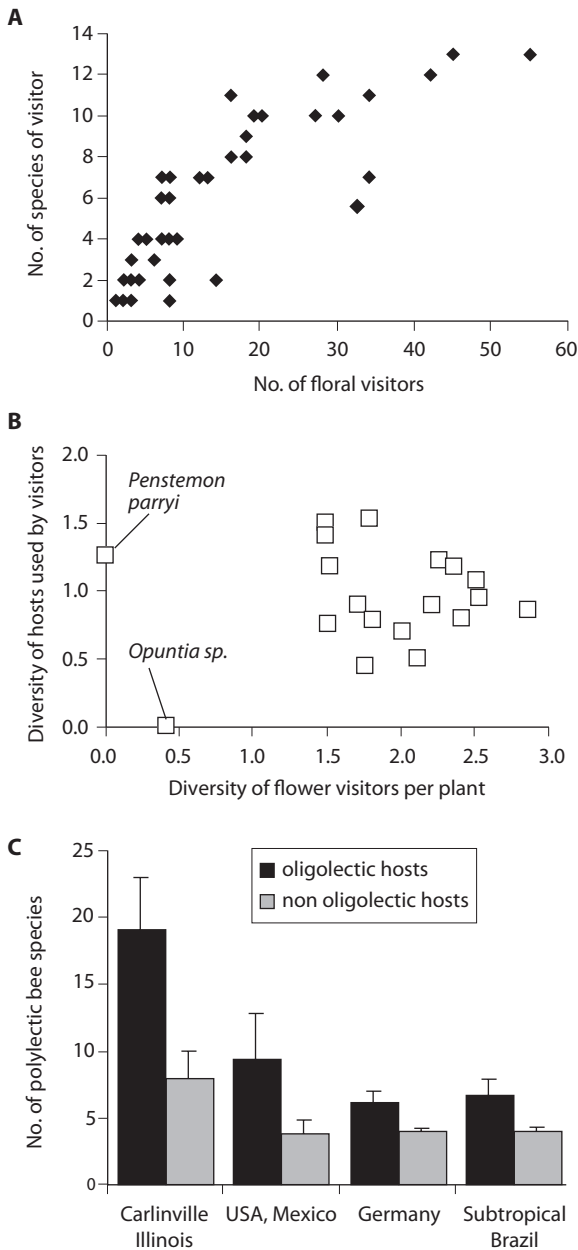 A
No. of species of visitor
14
12
10
8
6
4
2
0
0 10 20 30 40 50 60
No. of floral visitors
B
Diversity of hosts used by visitors
2.0
1.5
1.0
0.5
0.0
Penstemon
parryi
Opuntia sp.
0.0 0.5 1.0 1.5 2.0 2.5 3.0
Diversity of flower visitors per plant
C
No. of polylectic bee species
25
20
15
10
5
0
oligolectic hosts
non oligolectic hosts
Carlinville
Illinois
USA, Mexico
Germany
Subtropical
Brazil